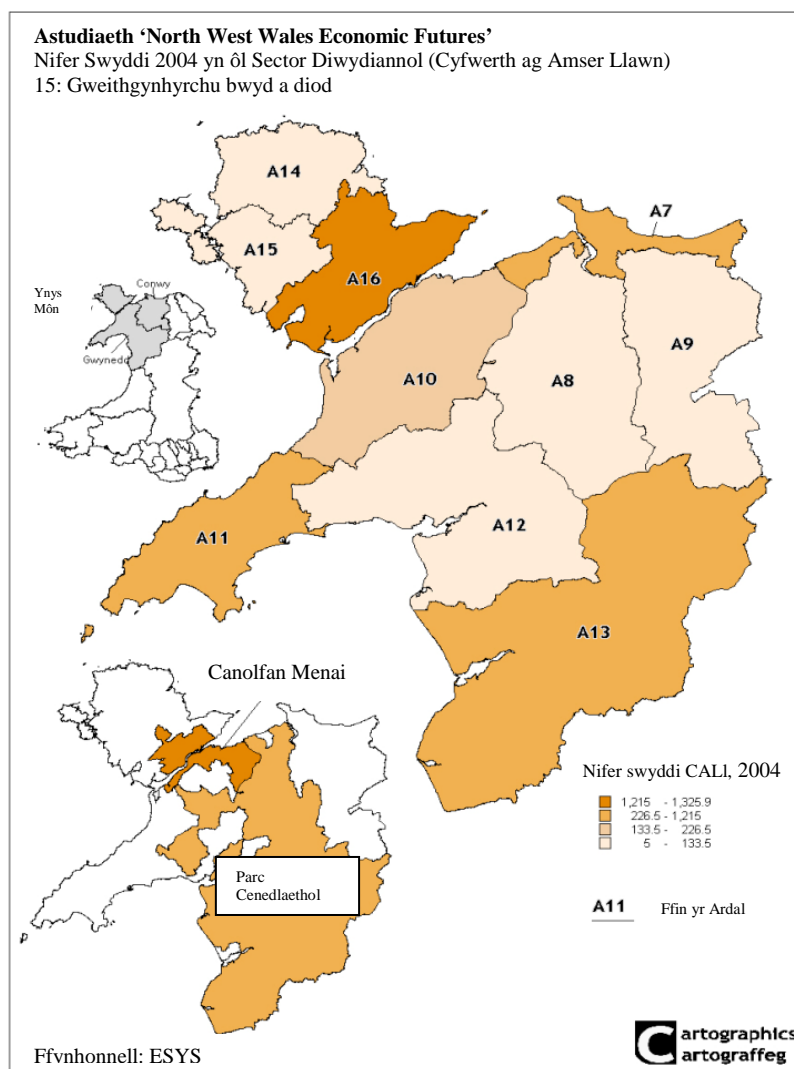 Astudiaeth ‘North West Wales Economic Futures’
Nifer Swyddi 2004 yn ôl Sector Diwydiannol (Cyfwerth ag Amser Llawn)
15: Gweithgynhyrchu bwyd a diod
A14
A7
A15
A16
Ynys
Môn
Conwy
Gwynedd
A9
A8
A10
A11
A12
A13
Canolfan Menai
Nifer swyddi CALl, 2004
1,215 - 1,325.9
226.5 - 1,215
133.5 - 226.5
5 - 133.5
Parc
Cenedlaethol
A11 Ffin yr Ardal
Ffynhonnell: ESYS
Cartographics
Cartograffeg